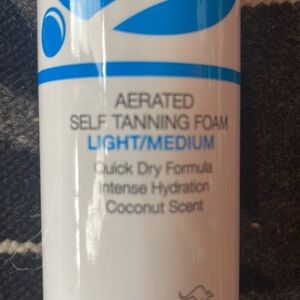 AERATED
SELF TANNING FOAM
LIGHT/MEDIUM
Quick Dry Formula
Intense Hydration
Coconut Scent